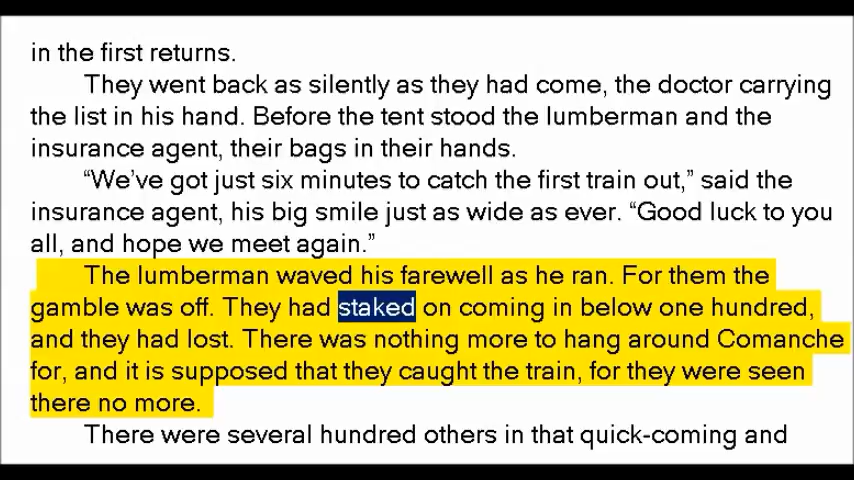 in the first returns.
They went back as silently as they had come, the doctor carrying
the list in his hand. Before the tent stood the lumberman and the
insurance agent, their bags in their hands.
“We’ve got just six minutes to catch the first train out,” said the
insurance agent, his big smile just as wide as ever. “Good luck to you
all, and hope we meet again.”
The lumberman waved his farewell as he ran. For them the
gamble was off. They had staked on coming in below one hundred,
and they had lost. There was nothing more to hang around Comanche
for, and it is supposed that they caught the train, for they were seen
there no more.
There were several hundred others in that quick-coming and